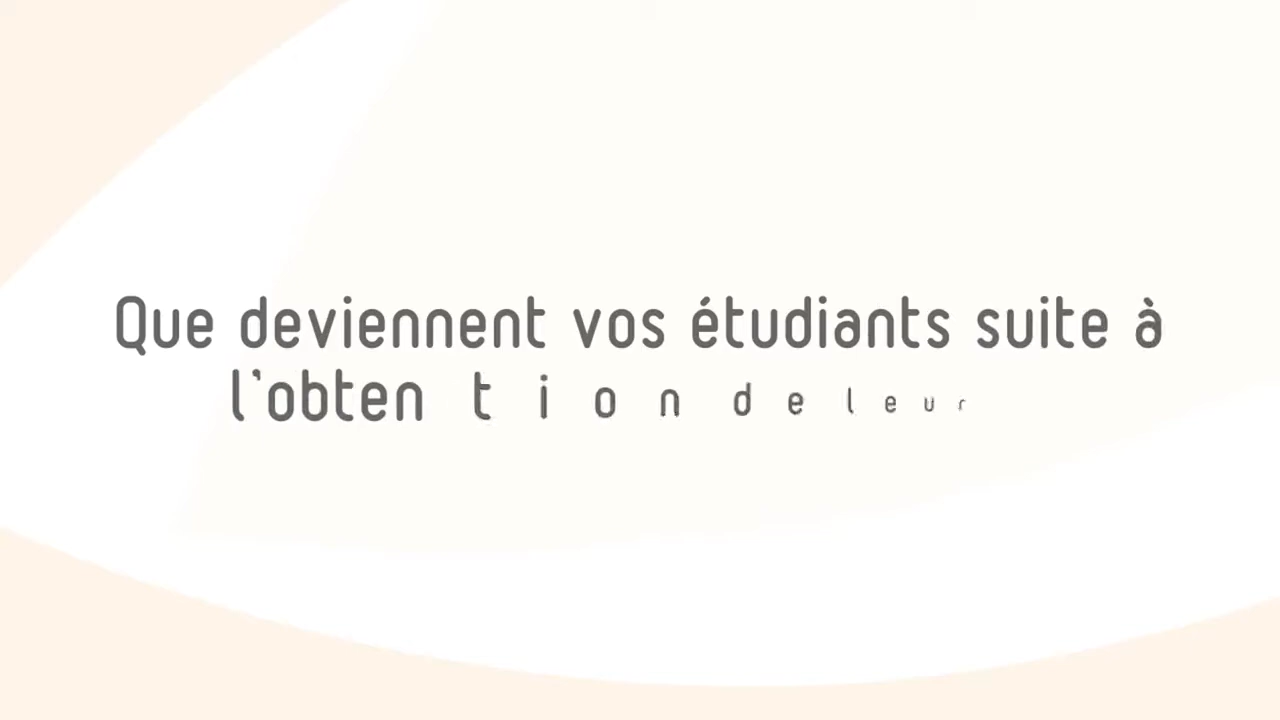 Que deviennent vos étudiants suite à
l'obtention de leur